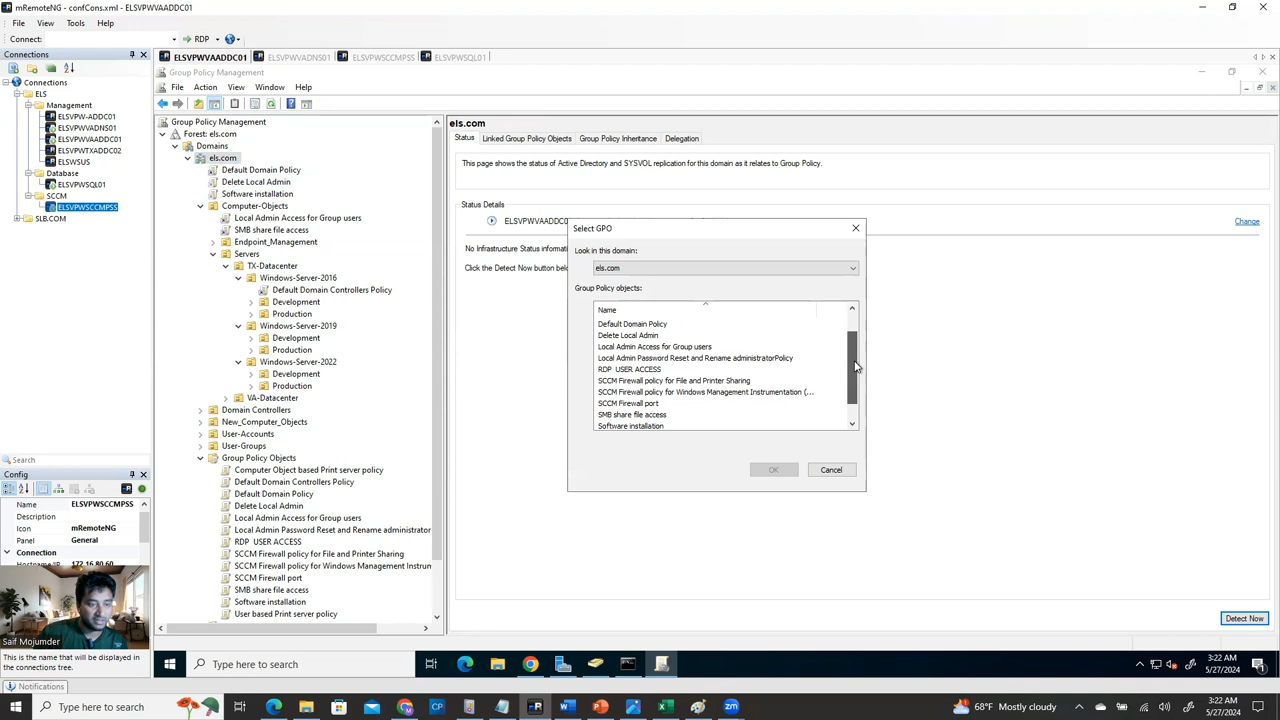 mRemoteNG - confCons.xml - ELSVPWVAADDC01
File View Tools Help
Connect: RDP
Connections
Connections
ELS
Management
ELSVPW-ADDC01
ELSVPWVADNS01
ELSVPWVAADDC01
ELSVPWTXADDC02
ELSWSUS
Database
ELSVPWSQL01
SCCM
ELSVPWSCCMPSS
SLB.COM
Search
Config
Name ELSVPWSCCMPSS
Description
Icon mRemoteNG
Panel General
Connection
Hostname/IP 172.16.80.60
Saif Mojumder
This is the name that will be displayed in the connections tree.
Notifications
ELSVPWVAADDC01 ELSVPWVADNS01 ELSVPWSCCMPSS ELSVPWSQL01
Group Policy Management
File Action View Window Help
Group Policy Management
Forest: els.com
Domains
els.com
Default Domain Policy
Delete Local Admin
Software installation
Computer-Objects
Local Admin Access for Group users
SMB share file access
Endpoint_Management
Servers
TX-Datacenter
Windows-Server-2016
Default Domain Controllers Policy
Development
Production
Windows-Server-2019
Development
Production
Windows-Server-2022
Development
Production
VA-Datacenter
Domain Controllers
New_Computer_Objects
User-Accounts
User-Groups
Group Policy Objects
Computer Object based Print server policy
Default Domain Controllers Policy
Default Domain Policy
Delete Local Admin
Local Admin Access for Group users
Local Admin Password Reset and Rename administrator
RDP USER ACCESS
SCCM Firewall policy for File and Printer Sharing
SCCM Firewall policy for Windows Management Instrum
SCCM Firewall port
SMB share file access
Software installation
User based Print server policy
els.com
Status Linked Group Policy Objects Group Policy Inheritance Delegation
This page shows the status of Active Directory and SYSVOL replication for this domain as it relates to Group Policy.
Status Details
ELSVPWVAADDC0 Change
No Infrastructure Status informati
Click the Detect Now button belo
Detect Now
Select GPO
Look in this domain:
els.com
Group Policy objects:
Name
Default Domain Policy
Delete Local Admin
Local Admin Access for Group users
Local Admin Password Reset and Rename administratorPolicy
RDP USER ACCESS
SCCM Firewall policy for File and Printer Sharing
SCCM Firewall policy for Windows Management Instrumentation (...
SCCM Firewall port
SMB share file access
Software installation
OK Cancel
Type here to search
3:22 AM
5/27/2024
Type here to search
68°F Mostly cloudy
3:22 AM
5/27/2024